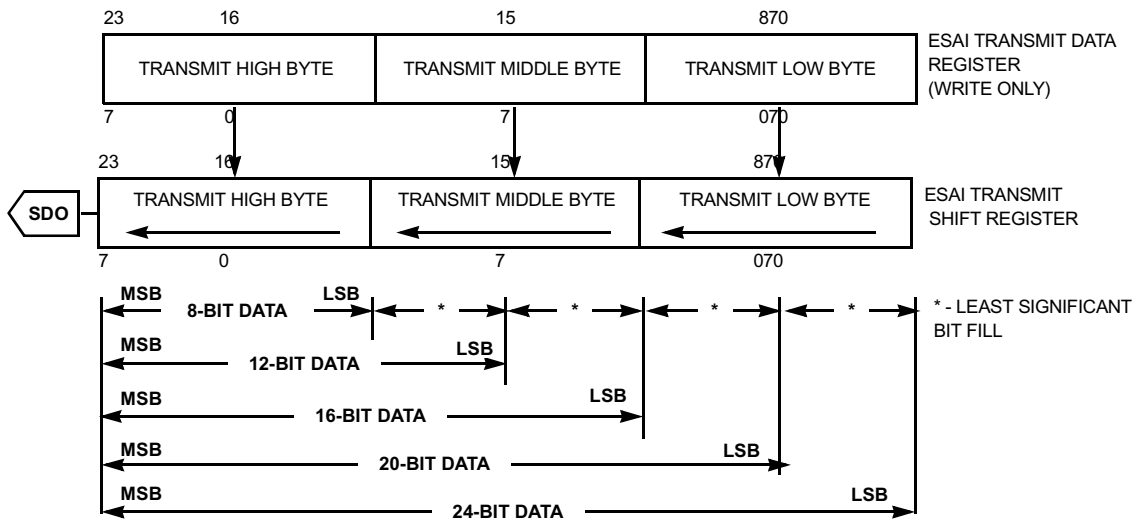 23 16 15 870
TRANSMIT HIGH BYTE TRANSMIT MIDDLE BYTE TRANSMIT LOW BYTE
ESAI TRANSMIT DATA
REGISTER
(WRITE ONLY)
7 0 7 070
23 16 15 870
SDO
TRANSMIT HIGH BYTE TRANSMIT MIDDLE BYTE TRANSMIT LOW BYTE
ESAI TRANSMIT
SHIFT REGISTER
7 0 7 070
MSB 8-BIT DATA LSB * * * *
* - LEAST SIGNIFICANT
BIT FILL
MSB 12-BIT DATA LSB
MSB 16-BIT DATA LSB
MSB 20-BIT DATA LSB
MSB 24-BIT DATA LSB